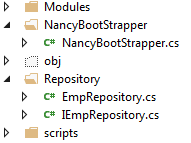 Modules
NancyBootStrapper
C# NancyBootStrapper.cs
obj
Repository
C# EmpRepository.cs
C# IEmpRepository.cs
scripts